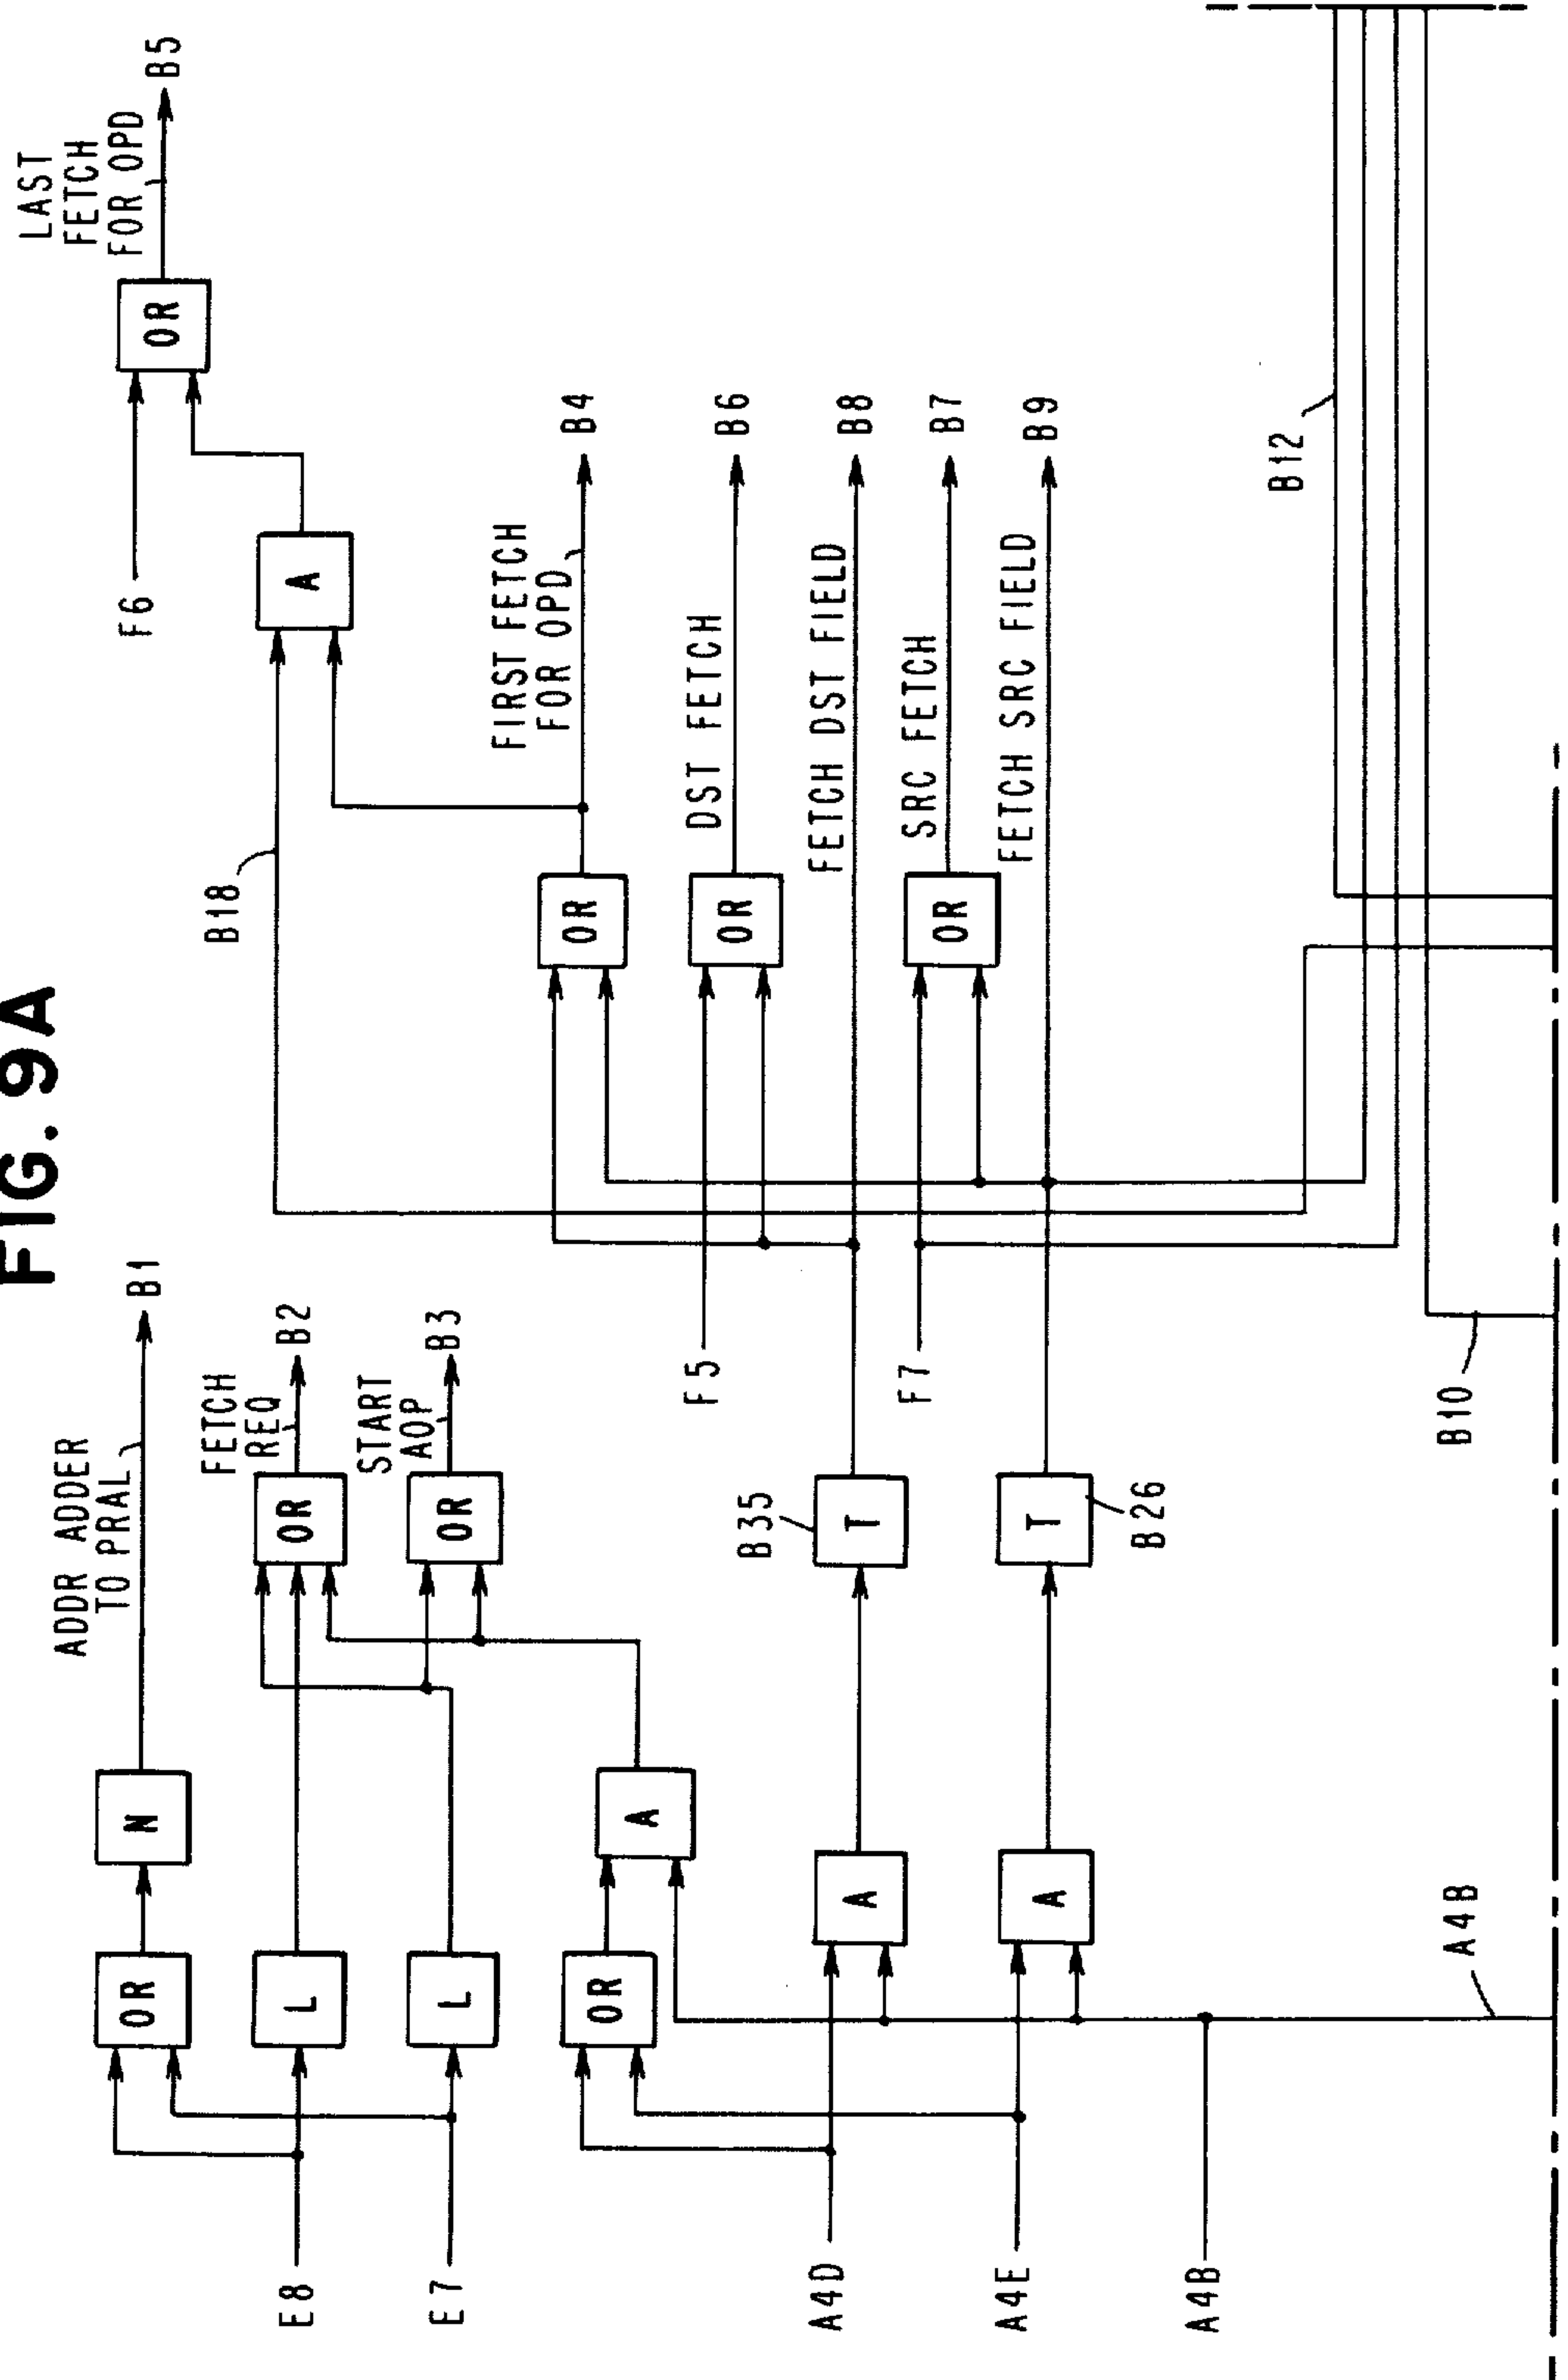 FIG. 9A
ADDR ADDER
TO PRAL
B1
OR
N
E8
L
FETCH
REQ
OR
B2
E7
L
START
AOP
OR
B3
OR
A
A4D
A
B35
T
A4E
A
T
B26
A4B
A4B
LAST
FETCH
FOR OPD
B5
OR
F6
A
B18
FIRST FETCH
FOR OPD
B4
OR
F5
OR
DST FETCH
B6
FETCH DST FIELD
B8
F7
OR
SRC FETCH
B7
FETCH SRC FIELD
B9
B12
B10